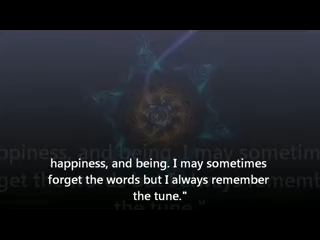 happiness, and being. I may sometimes
forget the words but I always remember
the tune."